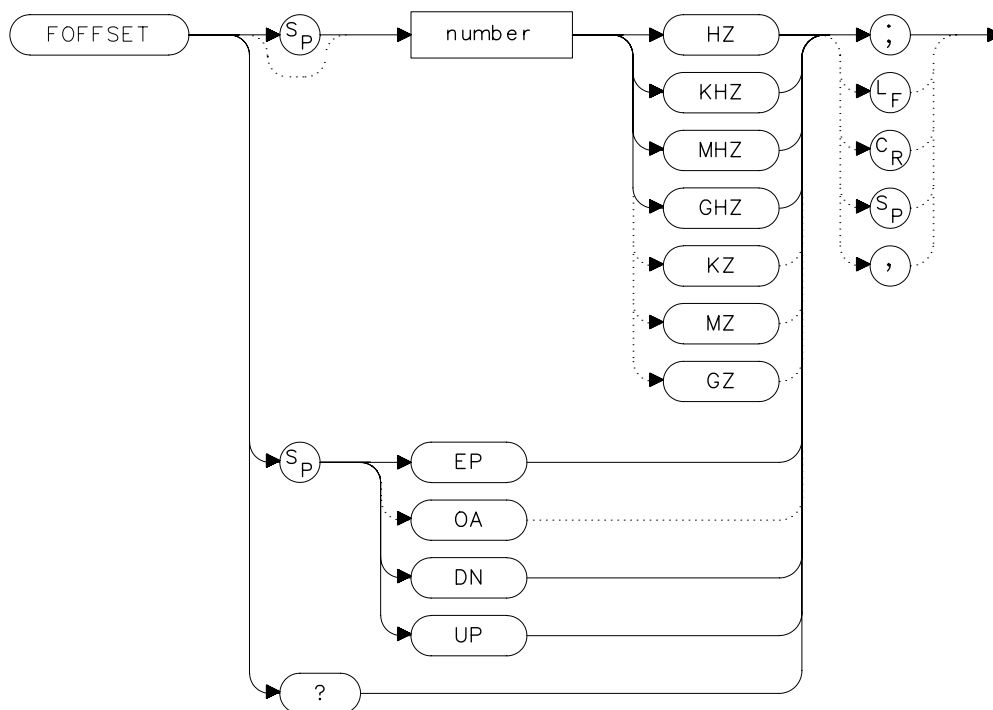 FOFFSET SP number HZ ;
KHZ LF
MHZ CR
GHZ SP
KZ ,
MZ
GZ
SP EP
OA
DN
UP
?